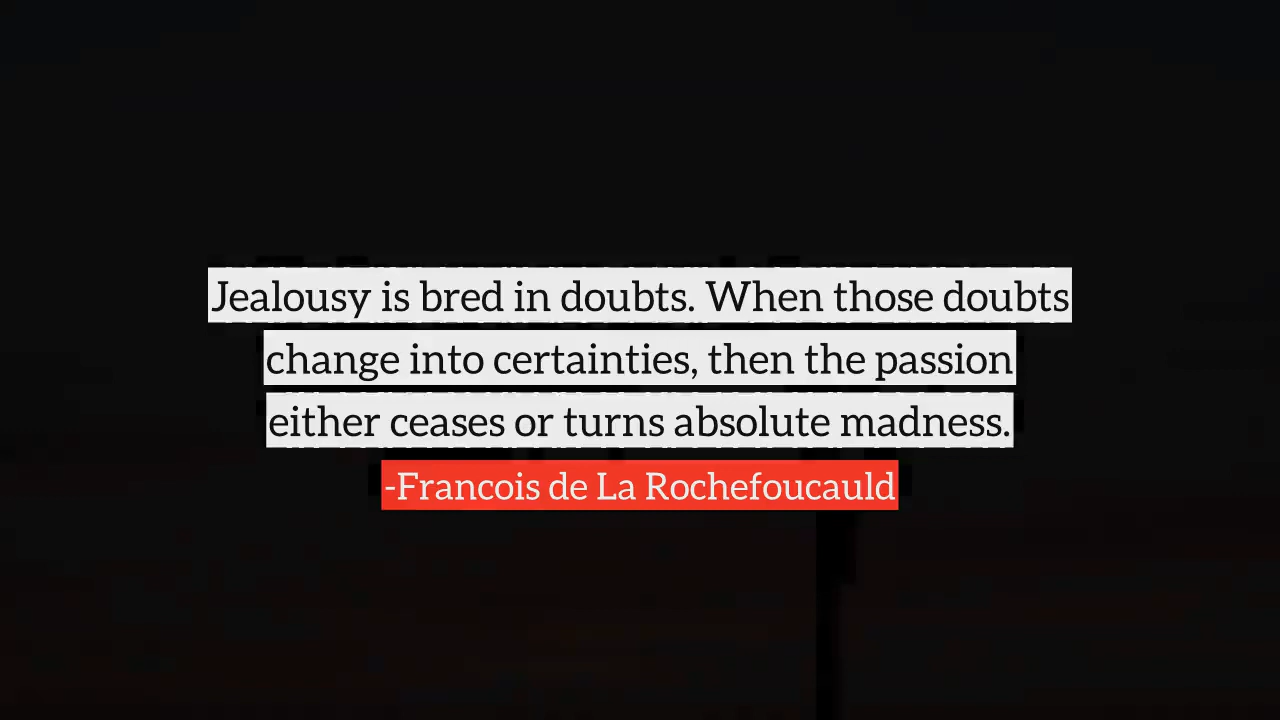 Jealousy is bred in doubts. When those doubts
change into certainties, then the passion
either ceases or turns absolute madness.
-Francois de La Rochefoucauld